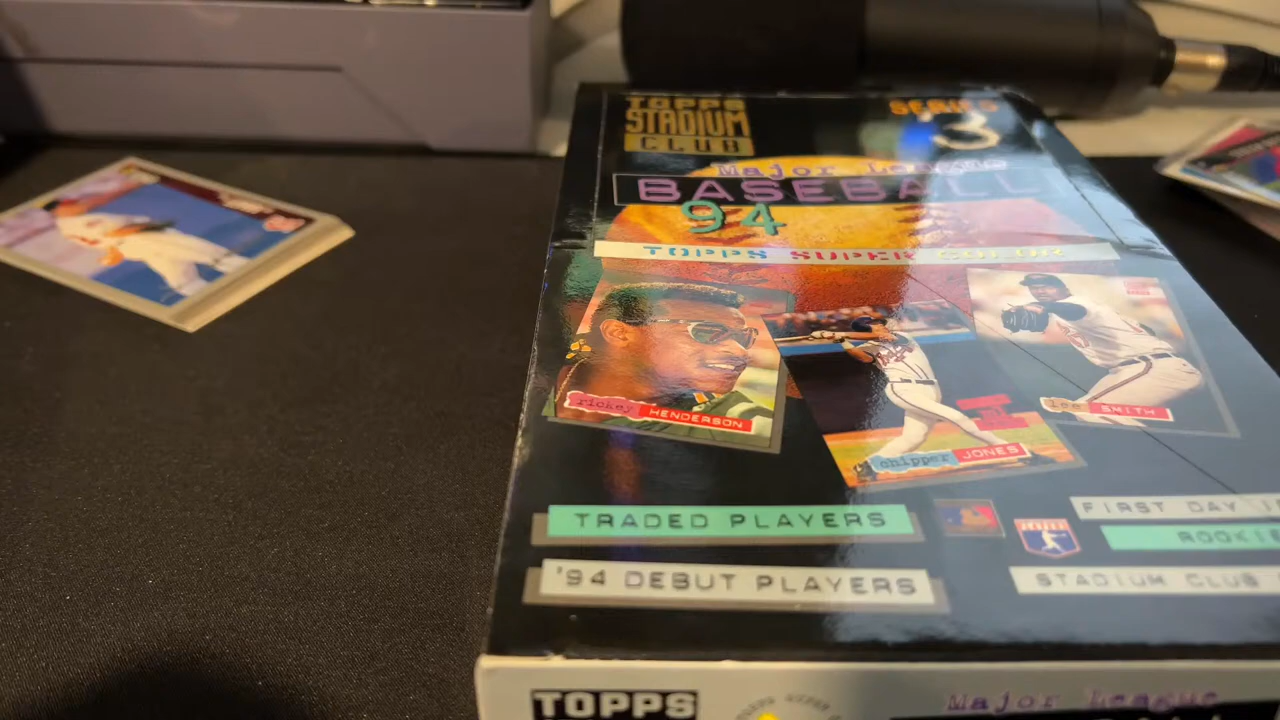 TOPPS
STADIUM
CLUB
SERIES
3
Major League
BASEBALL
94
TOPPS SUPER COLOR
rickey HENDERSON
chipper JONES
lee SMITH
TRADED PLAYERS
'94 DEBUT PLAYERS
FIRST DAY
ROOKIE
STADIUM CLUB
TOPPS
Major League